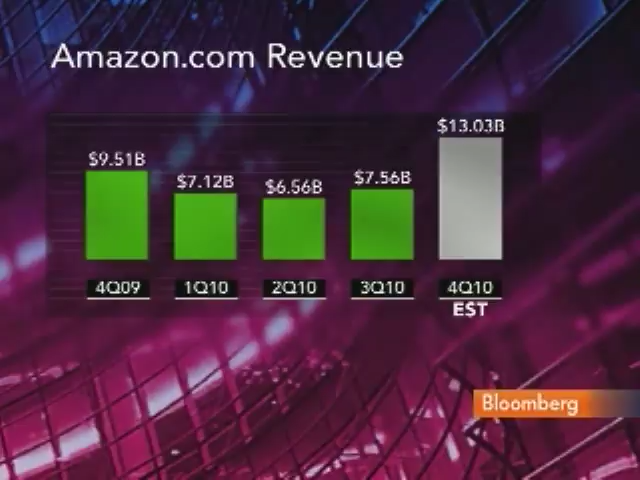 Amazon.com Revenue
$13.03B
$9.51B
$7.12B
$6.56B
$7.56B
4Q09 1Q10 2Q10 3Q10 4Q10
EST
Bloomberg